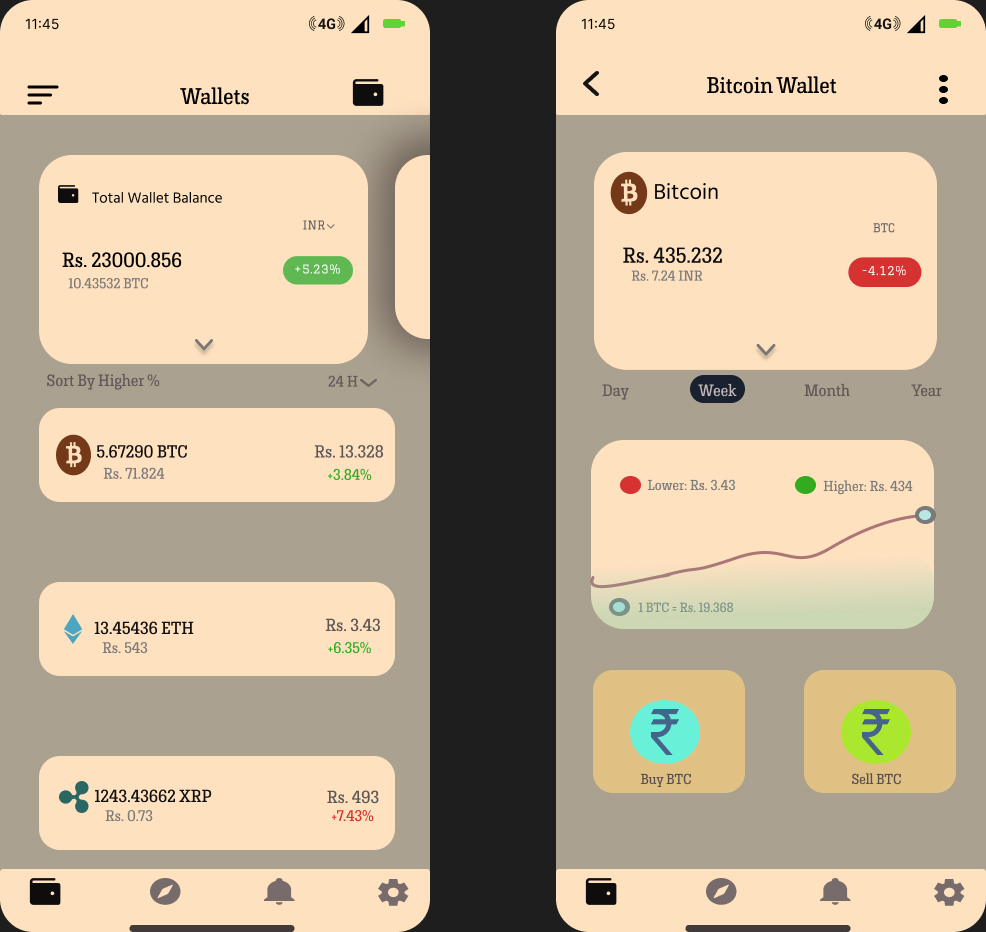 11:45
4G
Wallets
Total Wallet Balance
INR
Rs. 23000.856
+5.23%
10.43532 BTC
Sort By Higher %
24 H
5.67290 BTC
Rs. 13.328
Rs. 71.824
+3.84%
13.45436 ETH
Rs. 3.43
Rs. 543
+6.35%
1243.43662 XRP
Rs. 493
Rs. 0.73
+7.43%
11:45
4G
Bitcoin Wallet
Bitcoin
BTC
Rs. 435.232
-4.12%
Rs. 7.24 INR
Day Week Month Year
Lower: Rs. 3.43
Higher: Rs. 434
1 BTC = Rs. 19.368
Buy BTC
Sell BTC